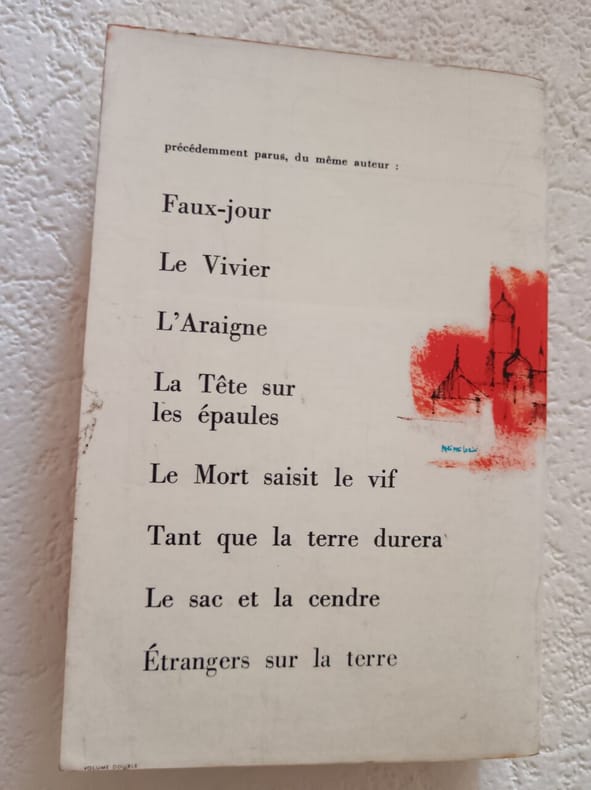 précédemment parus, du même auteur :
Faux-jour
Le Vivier
L'Araigne
La Tête sur
les épaules
Le Mort saisit le vif
Tant que la terre durera
Le sac et la cendre
Étrangers sur la terre
VOLUME DOUBLE